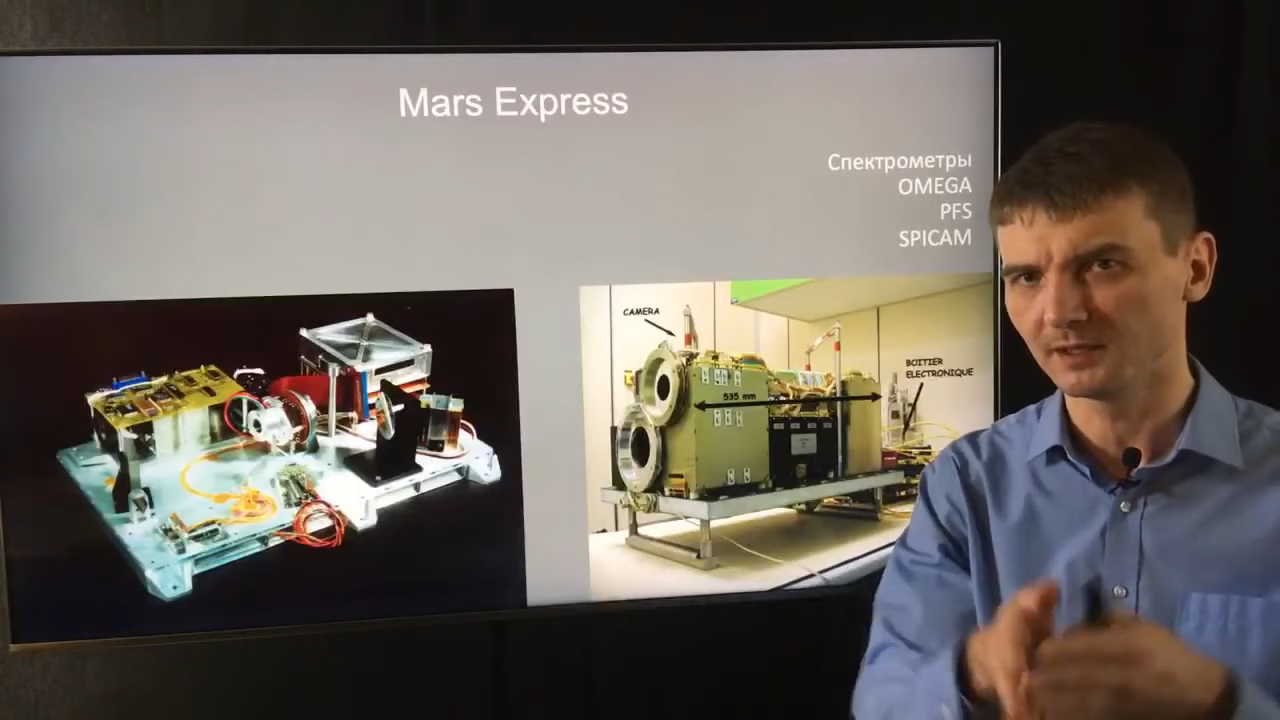 Mars Express
Спектрометры
OMEGA
PFS
SPICAM
CAMERA
535 mm
BOITIER
ELECTRONIQUE